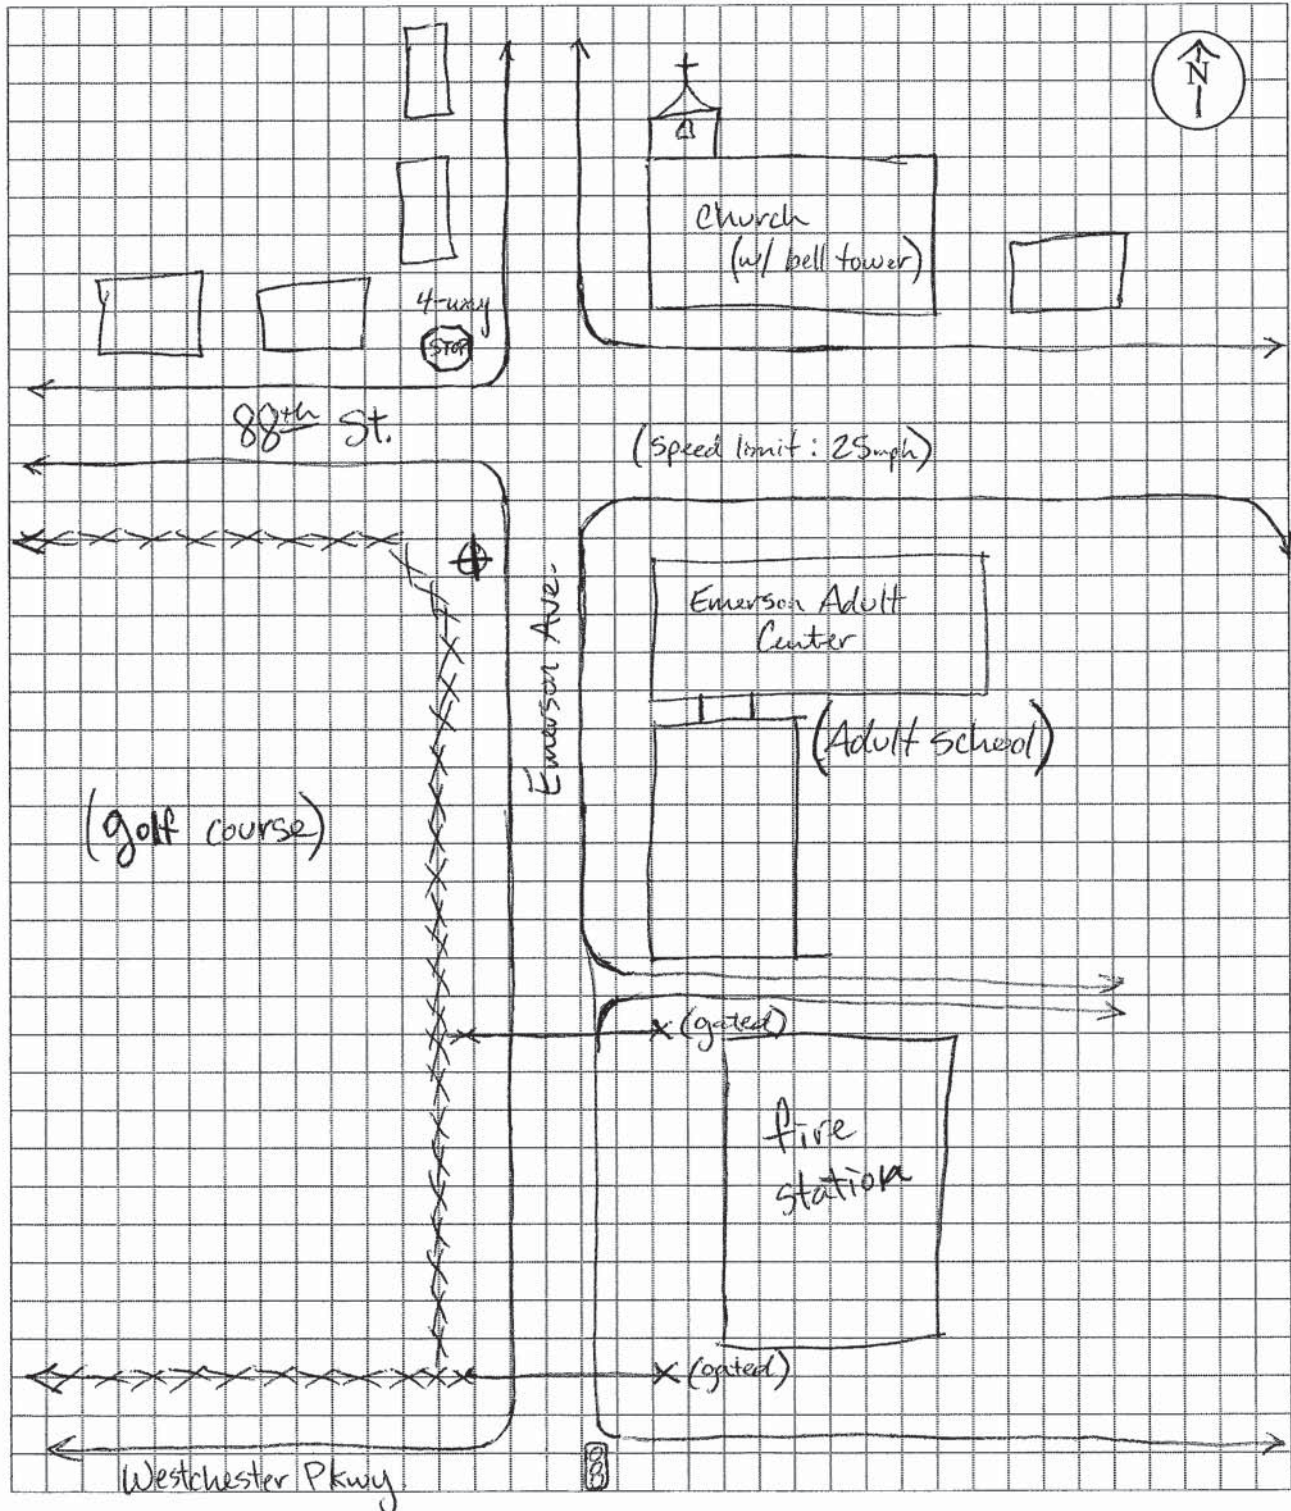 N
Church
(w/ bell tower)
4-way
STOP
88th St.
(speed limit: 25mph)
Emerson Ave.
Emerson Adult
Center
(Adult school)
(golf course)
(gated)
fire
station
(gated)
Westchester Pkwy.